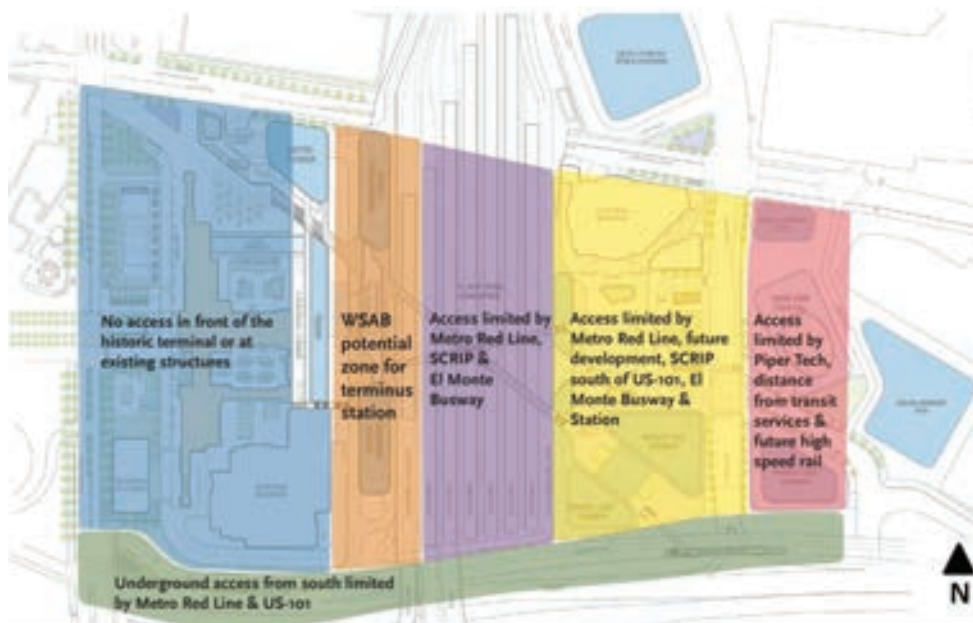 No access in front of the
historic terminal or at
existing structures
WSAB
potential
zone for
terminus
station
Access limited by
Metro Red Line,
SCRIP &
El Monte
Busway
Access limited by
Metro Red Line, future
development, SCRIP
south of US-101, El
Monte Busway &
Station
Access
limited by
Piper Tech,
distance
from transit
services &
future high
speed rail
Underground access from south limited
by Metro Red Line & US-101
N